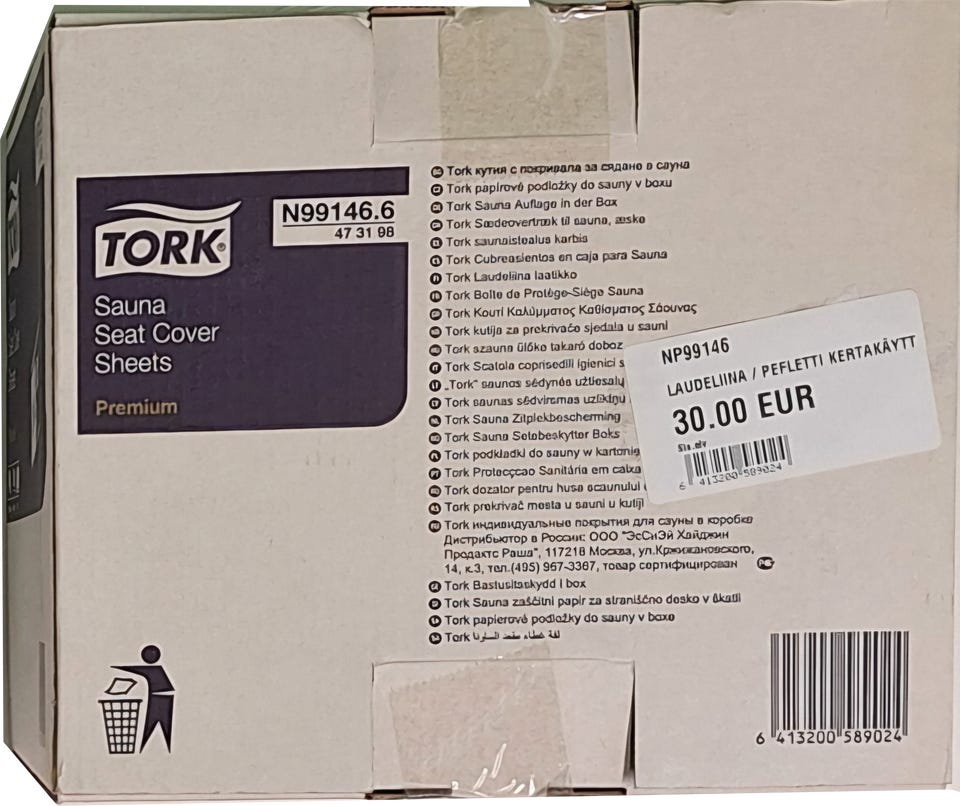 TORK®
N99146.6
47 31 98
Sauna
Seat Cover
Sheets
Premium
Tork кутия с покривала за сядане в сауна
Tork papírové podložky do sauny v boxu
Tork Sauna Auflage in der Box
Tork Sædeovertræk til sauna, æske
Tork saunaistealus karbis
Tork Cubreasientos en caja para Sauna
Tork Laudeliina laatikko
Tork Boîte de Protège-Siège Sauna
Tork Κουτί Καλύμματος Καθίσματος Σάουνας
Tork kutija za prekrivače sjedala u sauni
Tork szauna ülőke takaró doboz
Tork Scatola coprisedili igienici
„Tork“ saunos sėdynės užtiesalų
Tork saunas sēdvirsmas
Tork Sauna Zitplekbescherming
Tork Sauna Setebeskytter Boks
Tork podkładki do sauny w kartonie
Tork Protecçao Sanitária em caixa
Tork dozator pentru huse scaunului
Tork prekrivač mesta u sauni u kutiji
Tork индивидуальные покрытия для сауны в коробке
Дистрибьютор в России: ООО "ЭсСиЭй Хайджин
Продактс Раша", 117218 Москва, ул.Кржижановского,
14, к.3, тел.(495) 967-3367, товар сертифицирован
Tork Bastusitsskydd i box
Tork Sauna zaščitni papir za straniščno desko v škatli
Tork papierové podložky do sauny v boxe
Tork لفة غطاء مقعد الساونا
NP99146
LAUDELIINA / PEFLETTI KERTAKÄYTT
30.00 EUR
Sis.alv
6 413200 589024
6 413200 589024